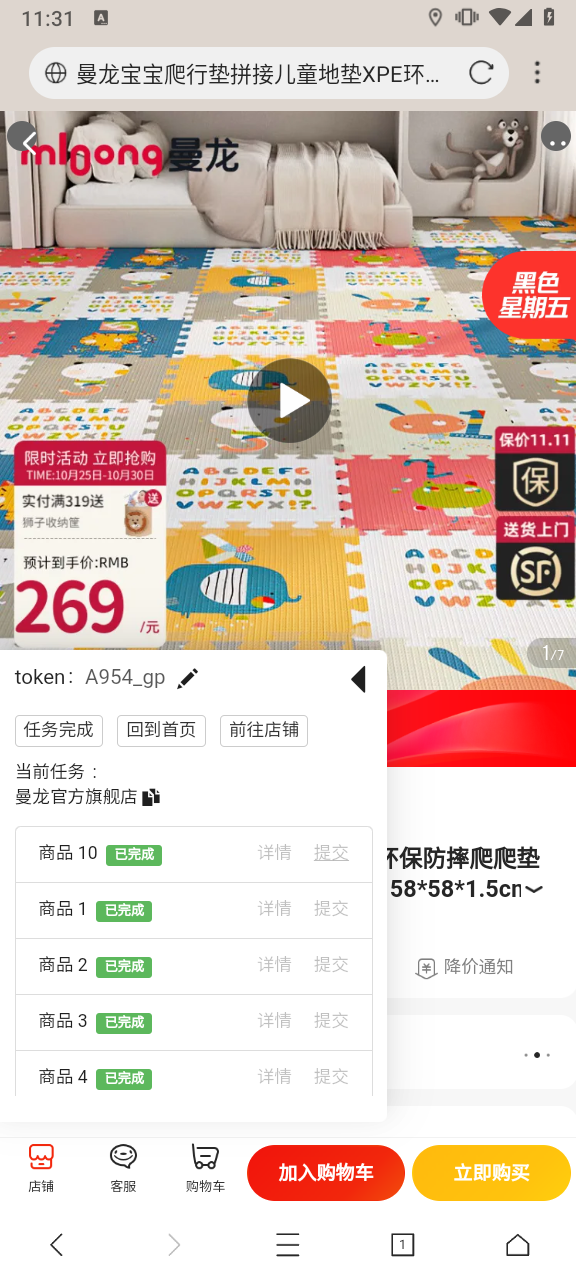 11:31
A
曼龙宝宝爬行垫拼接儿童地垫XPE环...
mloong曼龙
黑色
星期五
限时活动 立即抢购
TIME:10月25日-10月30日
实付满319送
送
狮子收纳筐
预计到手价:RMB
269/元
保价11.11
保
送货上门
SF
1/7
token: A954_gp
任务完成
回到首页
前往店铺
当前任务：
曼龙官方旗舰店
商品 10 已完成 详情 提交
商品 1 已完成 详情 提交
商品 2 已完成 详情 提交
商品 3 已完成 详情 提交
商品 4 已完成 详情 提交
环保防摔爬爬垫
58*58*1.5cm
降价通知
店铺
客服
购物车
加入购物车
立即购买
1